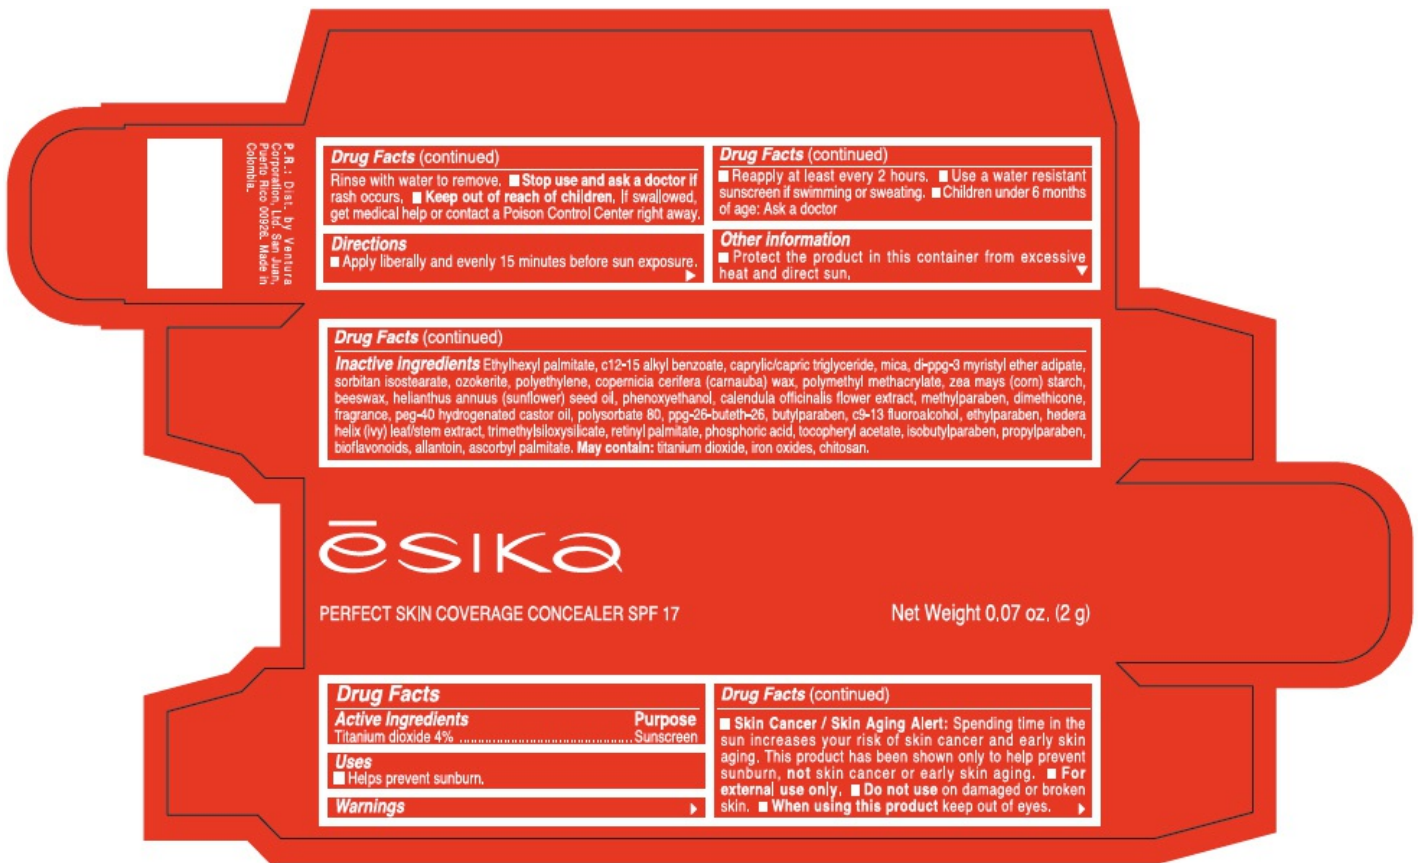 P.R.: Dist. by Ventura
Corporation, Ltd. San Juan,
Puerto Rico 00926. Made in
Colombia.
Drug Facts (continued)
Rinse with water to remove. ■ Stop use and ask a doctor if
rash occurs. ■ Keep out of reach of children. If swallowed,
get medical help or contact a Poison Control Center right away.
Directions
■ Apply liberally and evenly 15 minutes before sun exposure.
Drug Facts (continued)
■ Reapply at least every 2 hours. ■ Use a water resistant
sunscreen if swimming or sweating. ■ Children under 6 months
of age: Ask a doctor
Other information
■ Protect the product in this container from excessive
heat and direct sun.
Drug Facts (continued)
Inactive ingredients Ethylhexyl palmitate, c12-15 alkyl benzoate, caprylic/capric triglyceride, mica, di-ppg-3 myristyl ether adipate,
sorbitan isostearate, ozokerite, polyethylene, copernicia cerifera (carnauba) wax, polymethyl methacrylate, zea mays (corn) starch,
beeswax, helianthus annuus (sunflower) seed oil, phenoxyethanol, calendula officinalis flower extract, methylparaben, dimethicone,
fragrance, peg-40 hydrogenated castor oil, polysorbate 80, ppg-26-buteth-26, butylparaben, c9-13 fluoroalcohol, ethylparaben, hedera
helix (ivy) leaf/stem extract, trimethylsiloxysilicate, retinyl palmitate, phosphoric acid, tocopheryl acetate, isobutylparaben, propylparaben,
bioflavonoids, allantoin, ascorbyl palmitate. May contain: titanium dioxide, iron oxides, chitosan.
ēsika
PERFECT SKIN COVERAGE CONCEALER SPF 17
Net Weight 0.07 oz. (2 g)
Drug Facts
Active Ingredients Purpose
Titanium dioxide 4% ............................................... Sunscreen
Uses
■ Helps prevent sunburn.
Warnings
Drug Facts (continued)
■ Skin Cancer / Skin Aging Alert: Spending time in the
sun increases your risk of skin cancer and early skin
aging. This product has been shown only to help prevent
sunburn, not skin cancer or early skin aging. ■ For
external use only. ■ Do not use on damaged or broken
skin. ■ When using this product keep out of eyes.